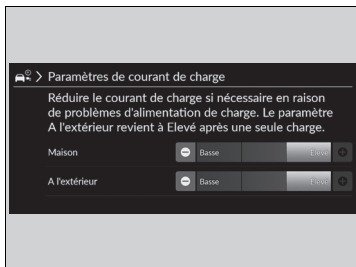 Paramètres de courant de charge
Réduire le courant de charge si nécessaire en raison
de problèmes d'alimentation de charge. Le paramètre
A l'extérieur revient à Elevé après une seule charge.
Maison
Basse
Elevé
A l'extérieur
Basse
Elevé